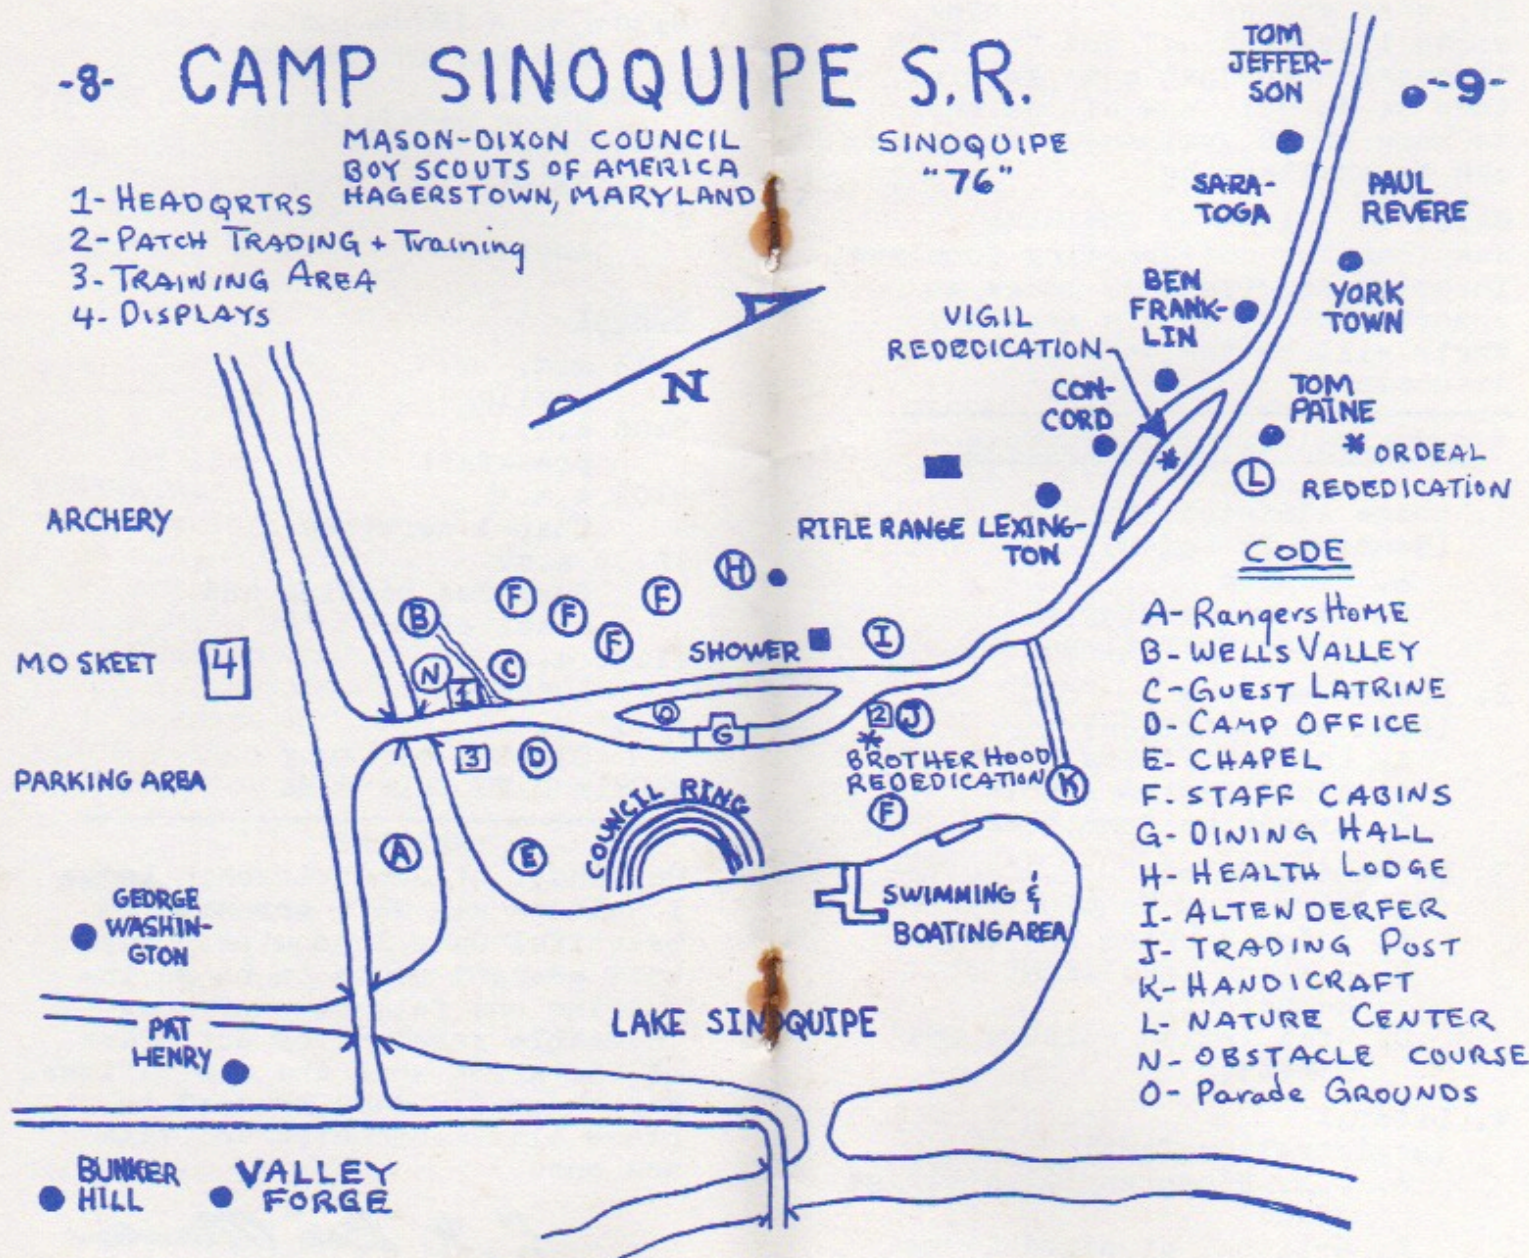 -8- CAMP SINOQUIPE S.R.
MASON-DIXON COUNCIL
BOY SCOUTS OF AMERICA
HAGERSTOWN, MARYLAND
SINOQUIPE
"76"
-9-
1- HEADQRTRS
2- PATCH TRADING + Training
3- TRAINING AREA
4- DISPLAYS
TOM
JEFFER-
SON
SARA-
TOGA
PAUL
REVERE
BEN
FRANK-
LIN
YORK
TOWN
VIGIL
REDEDICATION
N
CON-
CORD
TOM
PAINE
* ORDEAL
REDEDICATION
*
L
ARCHERY
RIFLE RANGE
LEXING-
TON
H
F
F
F
F
B
SHOWER
I
MO SKEET
4
N
1
C
O
G
2
J
*
BROTHERHOOD
REDEDICATION
K
F
3
D
PARKING AREA
COUNCIL RING
A
E
SWIMMING &
BOATING AREA
GEORGE
WASHIN-
GTON
LAKE SINOQUIPE
PAT
HENRY
BUNKER
HILL
VALLEY
FORGE
CODE
A- Rangers Home
B- WELLS VALLEY
C- GUEST LATRINE
D- CAMP OFFICE
E- CHAPEL
F. STAFF CABINS
G- DINING HALL
H- HEALTH LODGE
I- ALTENDERFER
J- TRADING POST
K- HANDICRAFT
L- NATURE CENTER
N- OBSTACLE COURSE
O- Parade GROUNDS